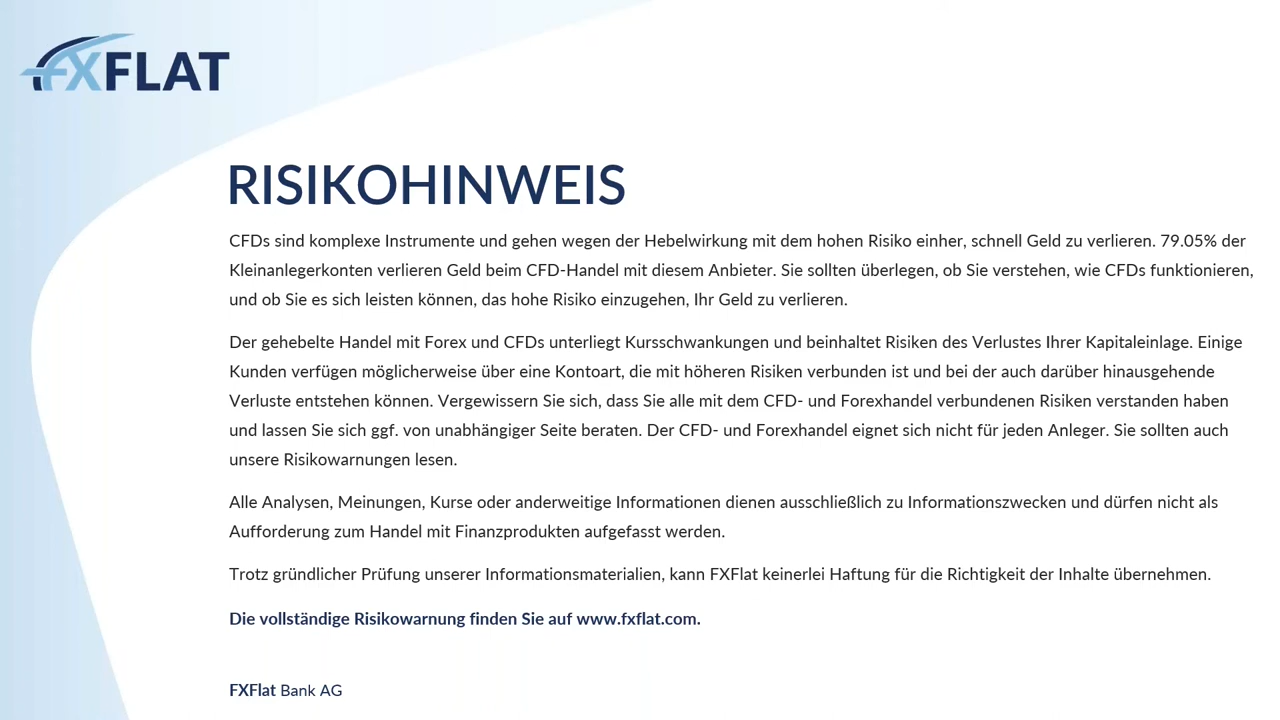 FXFLAT
RISIKOHINWEIS
CFDs sind komplexe Instrumente und gehen wegen der Hebelwirkung mit dem hohen Risiko einher, schnell Geld zu verlieren. 79.05% der
Kleinanlegerkonten verlieren Geld beim CFD-Handel mit diesem Anbieter. Sie sollten überlegen, ob Sie verstehen, wie CFDs funktionieren,
und ob Sie es sich leisten können, das hohe Risiko einzugehen, Ihr Geld zu verlieren.
Der gehebelte Handel mit Forex und CFDs unterliegt Kursschwankungen und beinhaltet Risiken des Verlustes Ihrer Kapitaleinlage. Einige
Kunden verfügen möglicherweise über eine Kontoart, die mit höheren Risiken verbunden ist und bei der auch darüber hinausgehende
Verluste entstehen können. Vergewissern Sie sich, dass Sie alle mit dem CFD- und Forexhandel verbundenen Risiken verstanden haben
und lassen Sie sich ggf. von unabhängiger Seite beraten. Der CFD- und Forexhandel eignet sich nicht für jeden Anleger. Sie sollten auch
unsere Risikowarnungen lesen.
Alle Analysen, Meinungen, Kurse oder anderweitige Informationen dienen ausschließlich zu Informationszwecken und dürfen nicht als
Aufforderung zum Handel mit Finanzprodukten aufgefasst werden.
Trotz gründlicher Prüfung unserer Informationsmaterialien, kann FXFlat keinerlei Haftung für die Richtigkeit der Inhalte übernehmen.
Die vollständige Risikowarnung finden Sie auf www.fxflat.com.
FXFlat Bank AG